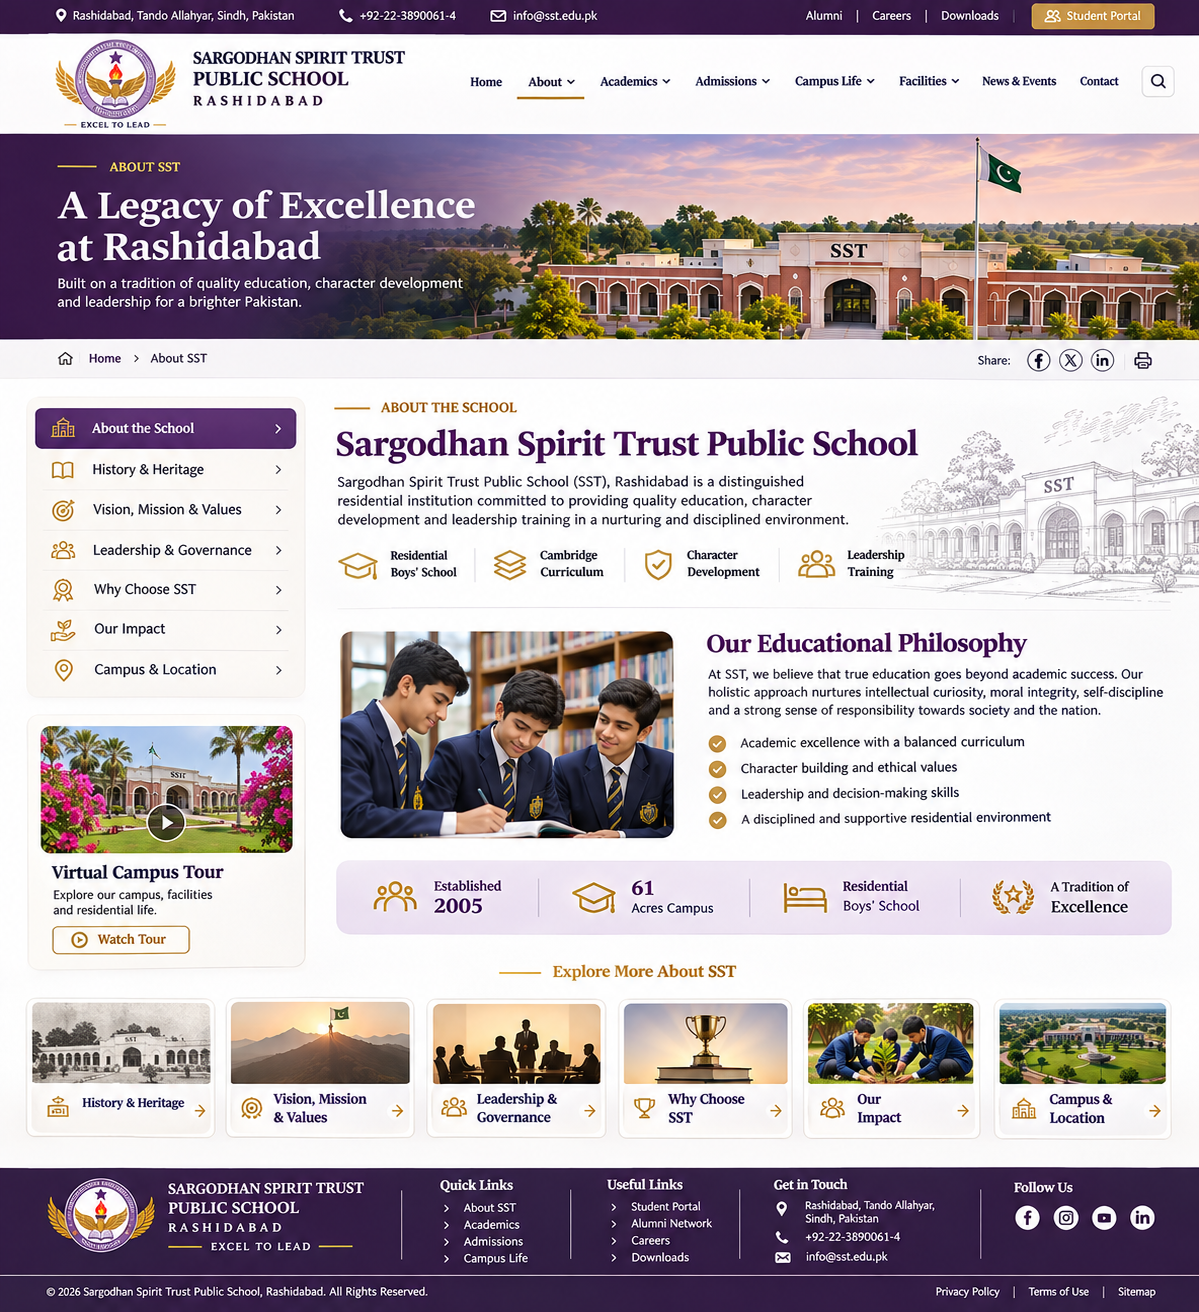 Rashidabad, Tando Allahyar, Sindh, Pakistan
+92-22-3890061-4
info@sst.edu.pk
Alumni | Careers | Downloads | Student Portal
SARGODHAN SPIRIT TRUST
PUBLIC SCHOOL
RASHIDABAD
EXCEL TO LEAD
Home About Academics Admissions Campus Life Facilities News & Events Contact
ABOUT SST
A Legacy of Excellence
at Rashidabad
Built on a tradition of quality education, character development
and leadership for a brighter Pakistan.
SST
Home > About SST
Share:
About the School
History & Heritage
Vision, Mission & Values
Leadership & Governance
Why Choose SST
Our Impact
Campus & Location
Virtual Campus Tour
Explore our campus, facilities
and residential life.
Watch Tour
ABOUT THE SCHOOL
Sargodhan Spirit Trust Public School
Sargodhan Spirit Trust Public School (SST), Rashidabad is a distinguished
residential institution committed to providing quality education, character
development and leadership training in a nurturing and disciplined environment.
SST
Residential
Boys' School
Cambridge
Curriculum
Character
Development
Leadership
Training
Our Educational Philosophy
At SST, we believe that true education goes beyond academic success. Our
holistic approach nurtures intellectual curiosity, moral integrity, self-discipline
and a strong sense of responsibility towards society and the nation.
Academic excellence with a balanced curriculum
Character building and ethical values
Leadership and decision-making skills
A disciplined and supportive residential environment
Established
2005
61
Acres Campus
Residential
Boys' School
A Tradition of
Excellence
Explore More About SST
SST
History & Heritage
Vision, Mission
& Values
Leadership &
Governance
Why Choose
SST
Our
Impact
Campus &
Location
SARGODHAN SPIRIT TRUST
PUBLIC SCHOOL
RASHIDABAD
EXCEL TO LEAD
Quick Links
About SST
Academics
Admissions
Campus Life
Useful Links
Student Portal
Alumni Network
Careers
Downloads
Get in Touch
Rashidabad, Tando Allahyar,
Sindh, Pakistan
+92-22-3890061-4
info@sst.edu.pk
Follow Us
© 2026 Sargodhan Spirit Trust Public School, Rashidabad. All Rights Reserved.
Privacy Policy | Terms of Use | Sitemap